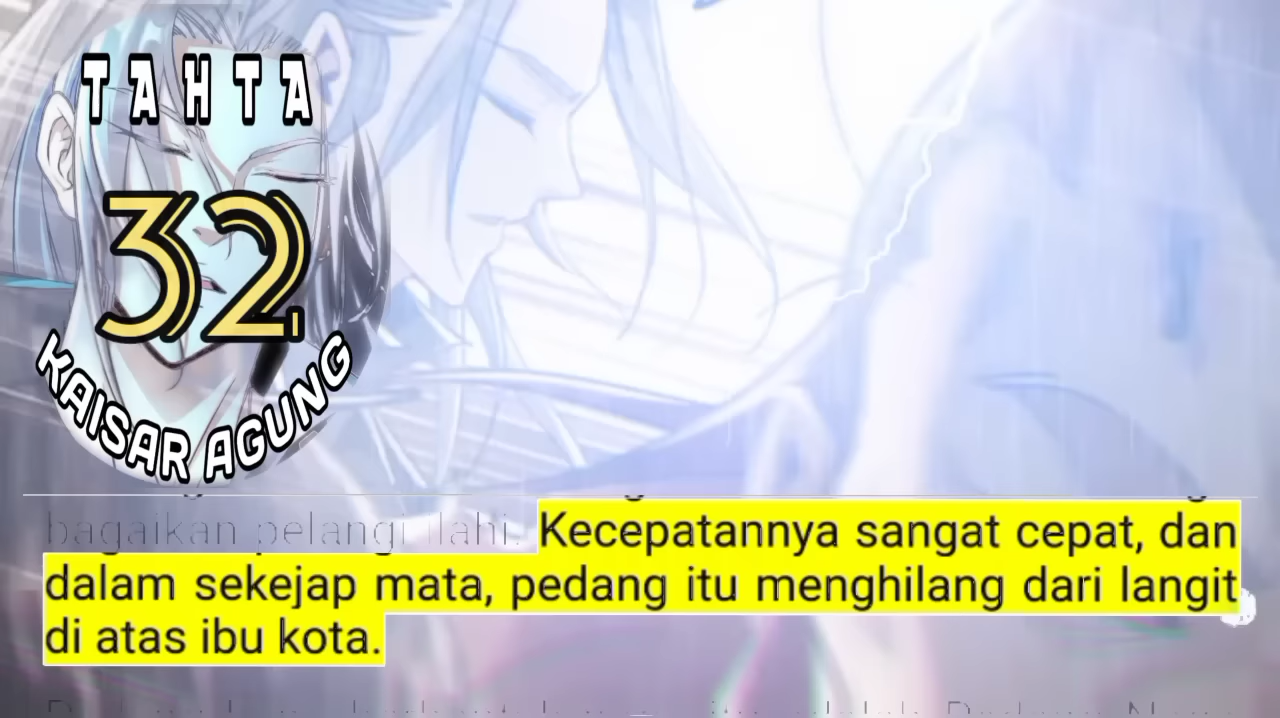 TAHTA
32
KAISAR AGUNG
bagaikan pelangi ilahi. Kecepatannya sangat cepat, dan
dalam sekejap mata, pedang itu menghilang dari langit
di atas ibu kota.